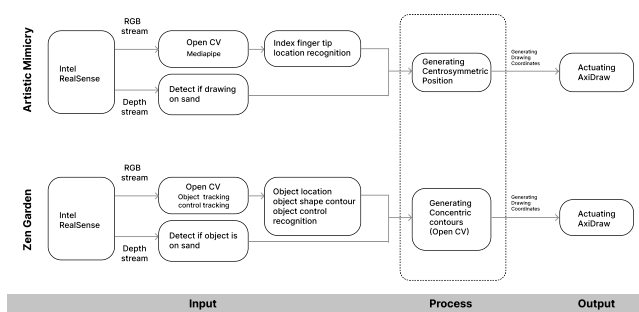 Artistic Mimicry
Intel
RealSense
RGB
stream
Depth
stream
Open CV
Mediapipe
Detect if drawing
on sand
Index finger tip
location recognition
Generating
Centrosymmetric
Position
Generating
Drawing
Coordinates
Actuating
AxiDraw
Zen Garden
Intel
RealSense
RGB
stream
Depth
stream
Open CV
Object tracking
control tracking
Detect if object is
on sand
Object location
object shape contour
object control
recognition
Generating
Concentric
contours
(Open CV)
Generating
Drawing
Coordinates
Actuating
AxiDraw
Input
Process
Output